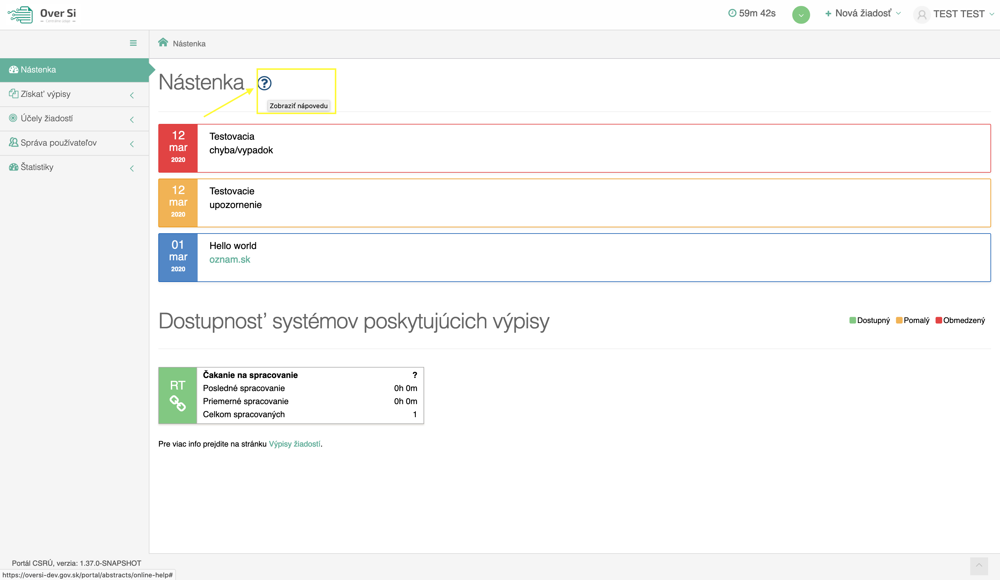 Over Si
– Centrálne údaje –
59m 42s
Nová žiadosť
TEST TEST
Nástenka
Nástenka
Získať výpisy
Účely žiadostí
Správa používateľov
Štatistiky
Nástenka
?
Zobraziť nápovedu
12
mar
2020
Testovacia
chyba/vypadok
12
mar
2020
Testovacie
upozornenie
01
mar
2020
Hello world
oznam.sk
Dostupnosť systémov poskytujúcich výpisy
Dostupný Pomalý Obmedzený
RT
Čakanie na spracovanie ?
Posledné spracovanie 0h 0m
Priemerné spracovanie 0h 0m
Celkom spracovaných 1
Pre viac info prejdite na stránku Výpisy žiadostí.
Portál CSRÚ, verzia: 1.37.0-SNAPSHOT
https://oversi-dev.gov.sk/portal/abstracts/online-help#